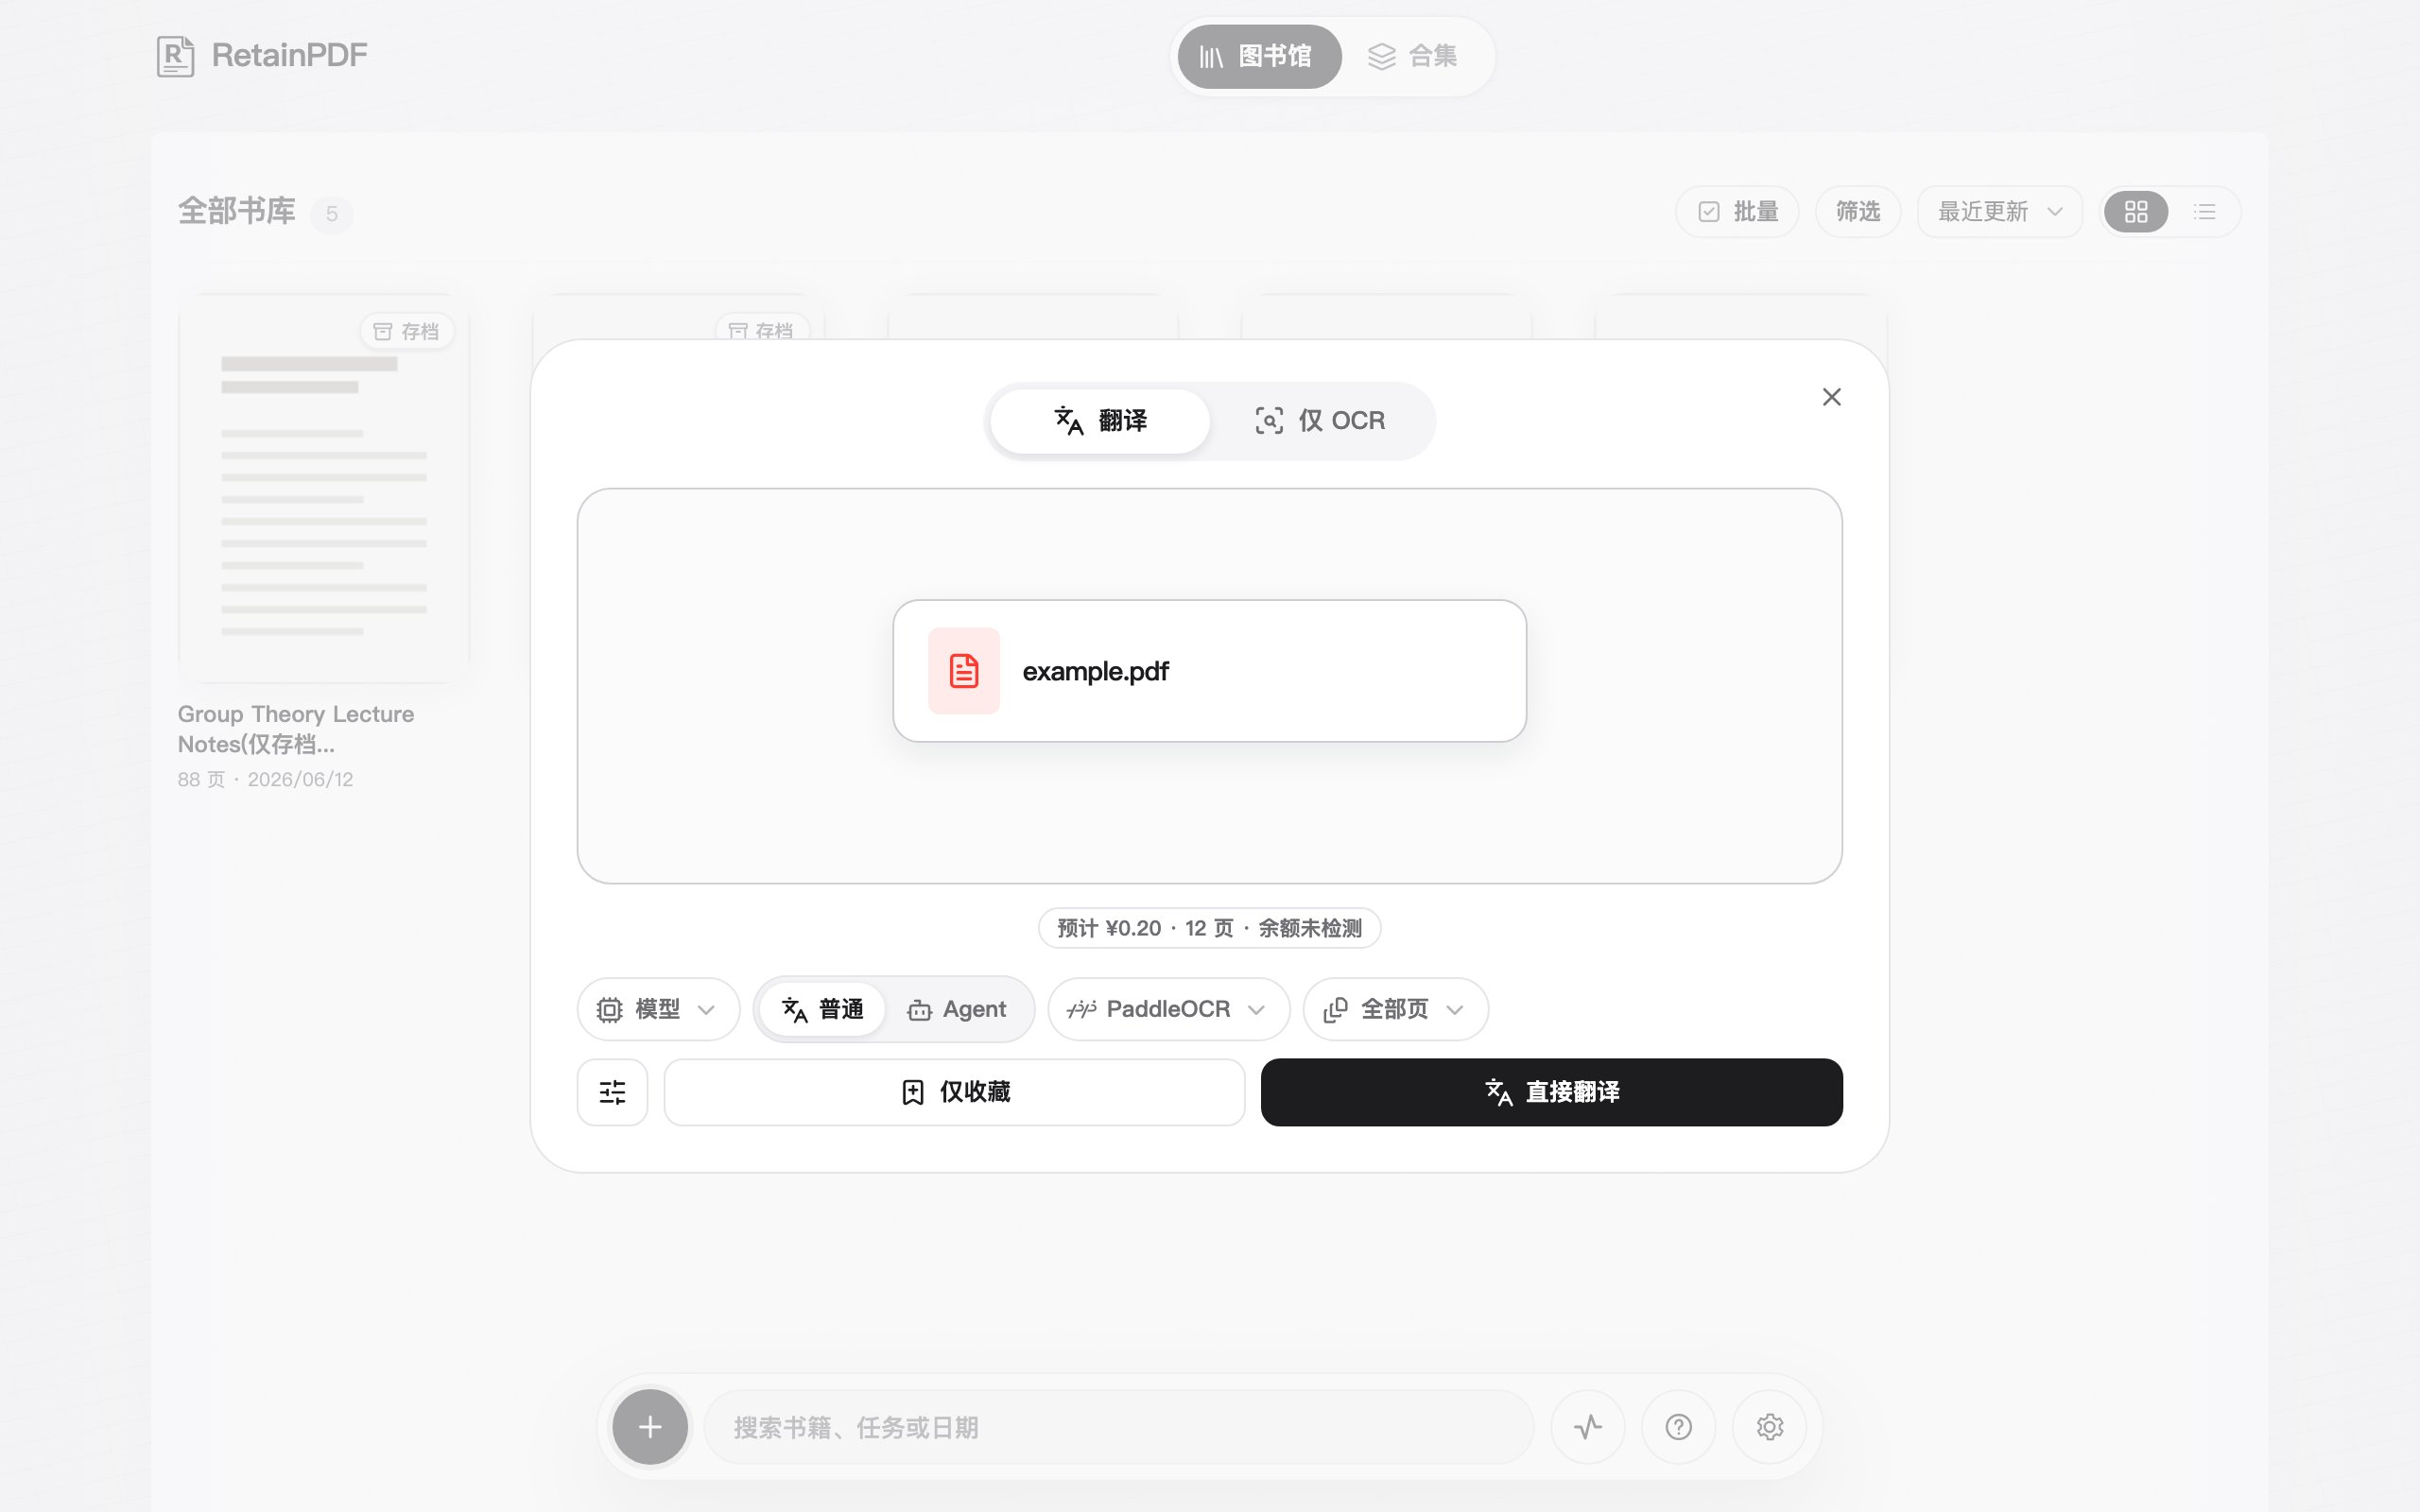 RetainPDF
图书馆
合集
全部书库 5
批量
筛选
最近更新
存档
存档
翻译
仅 OCR
example.pdf
Group Theory Lecture
Notes(仅存档...
88 页 · 2026/06/12
预计 ¥0.20 · 12 页 · 余额未检测
模型
普通
Agent
PaddleOCR
全部页
仅收藏
直接翻译
搜索书籍、任务或日期